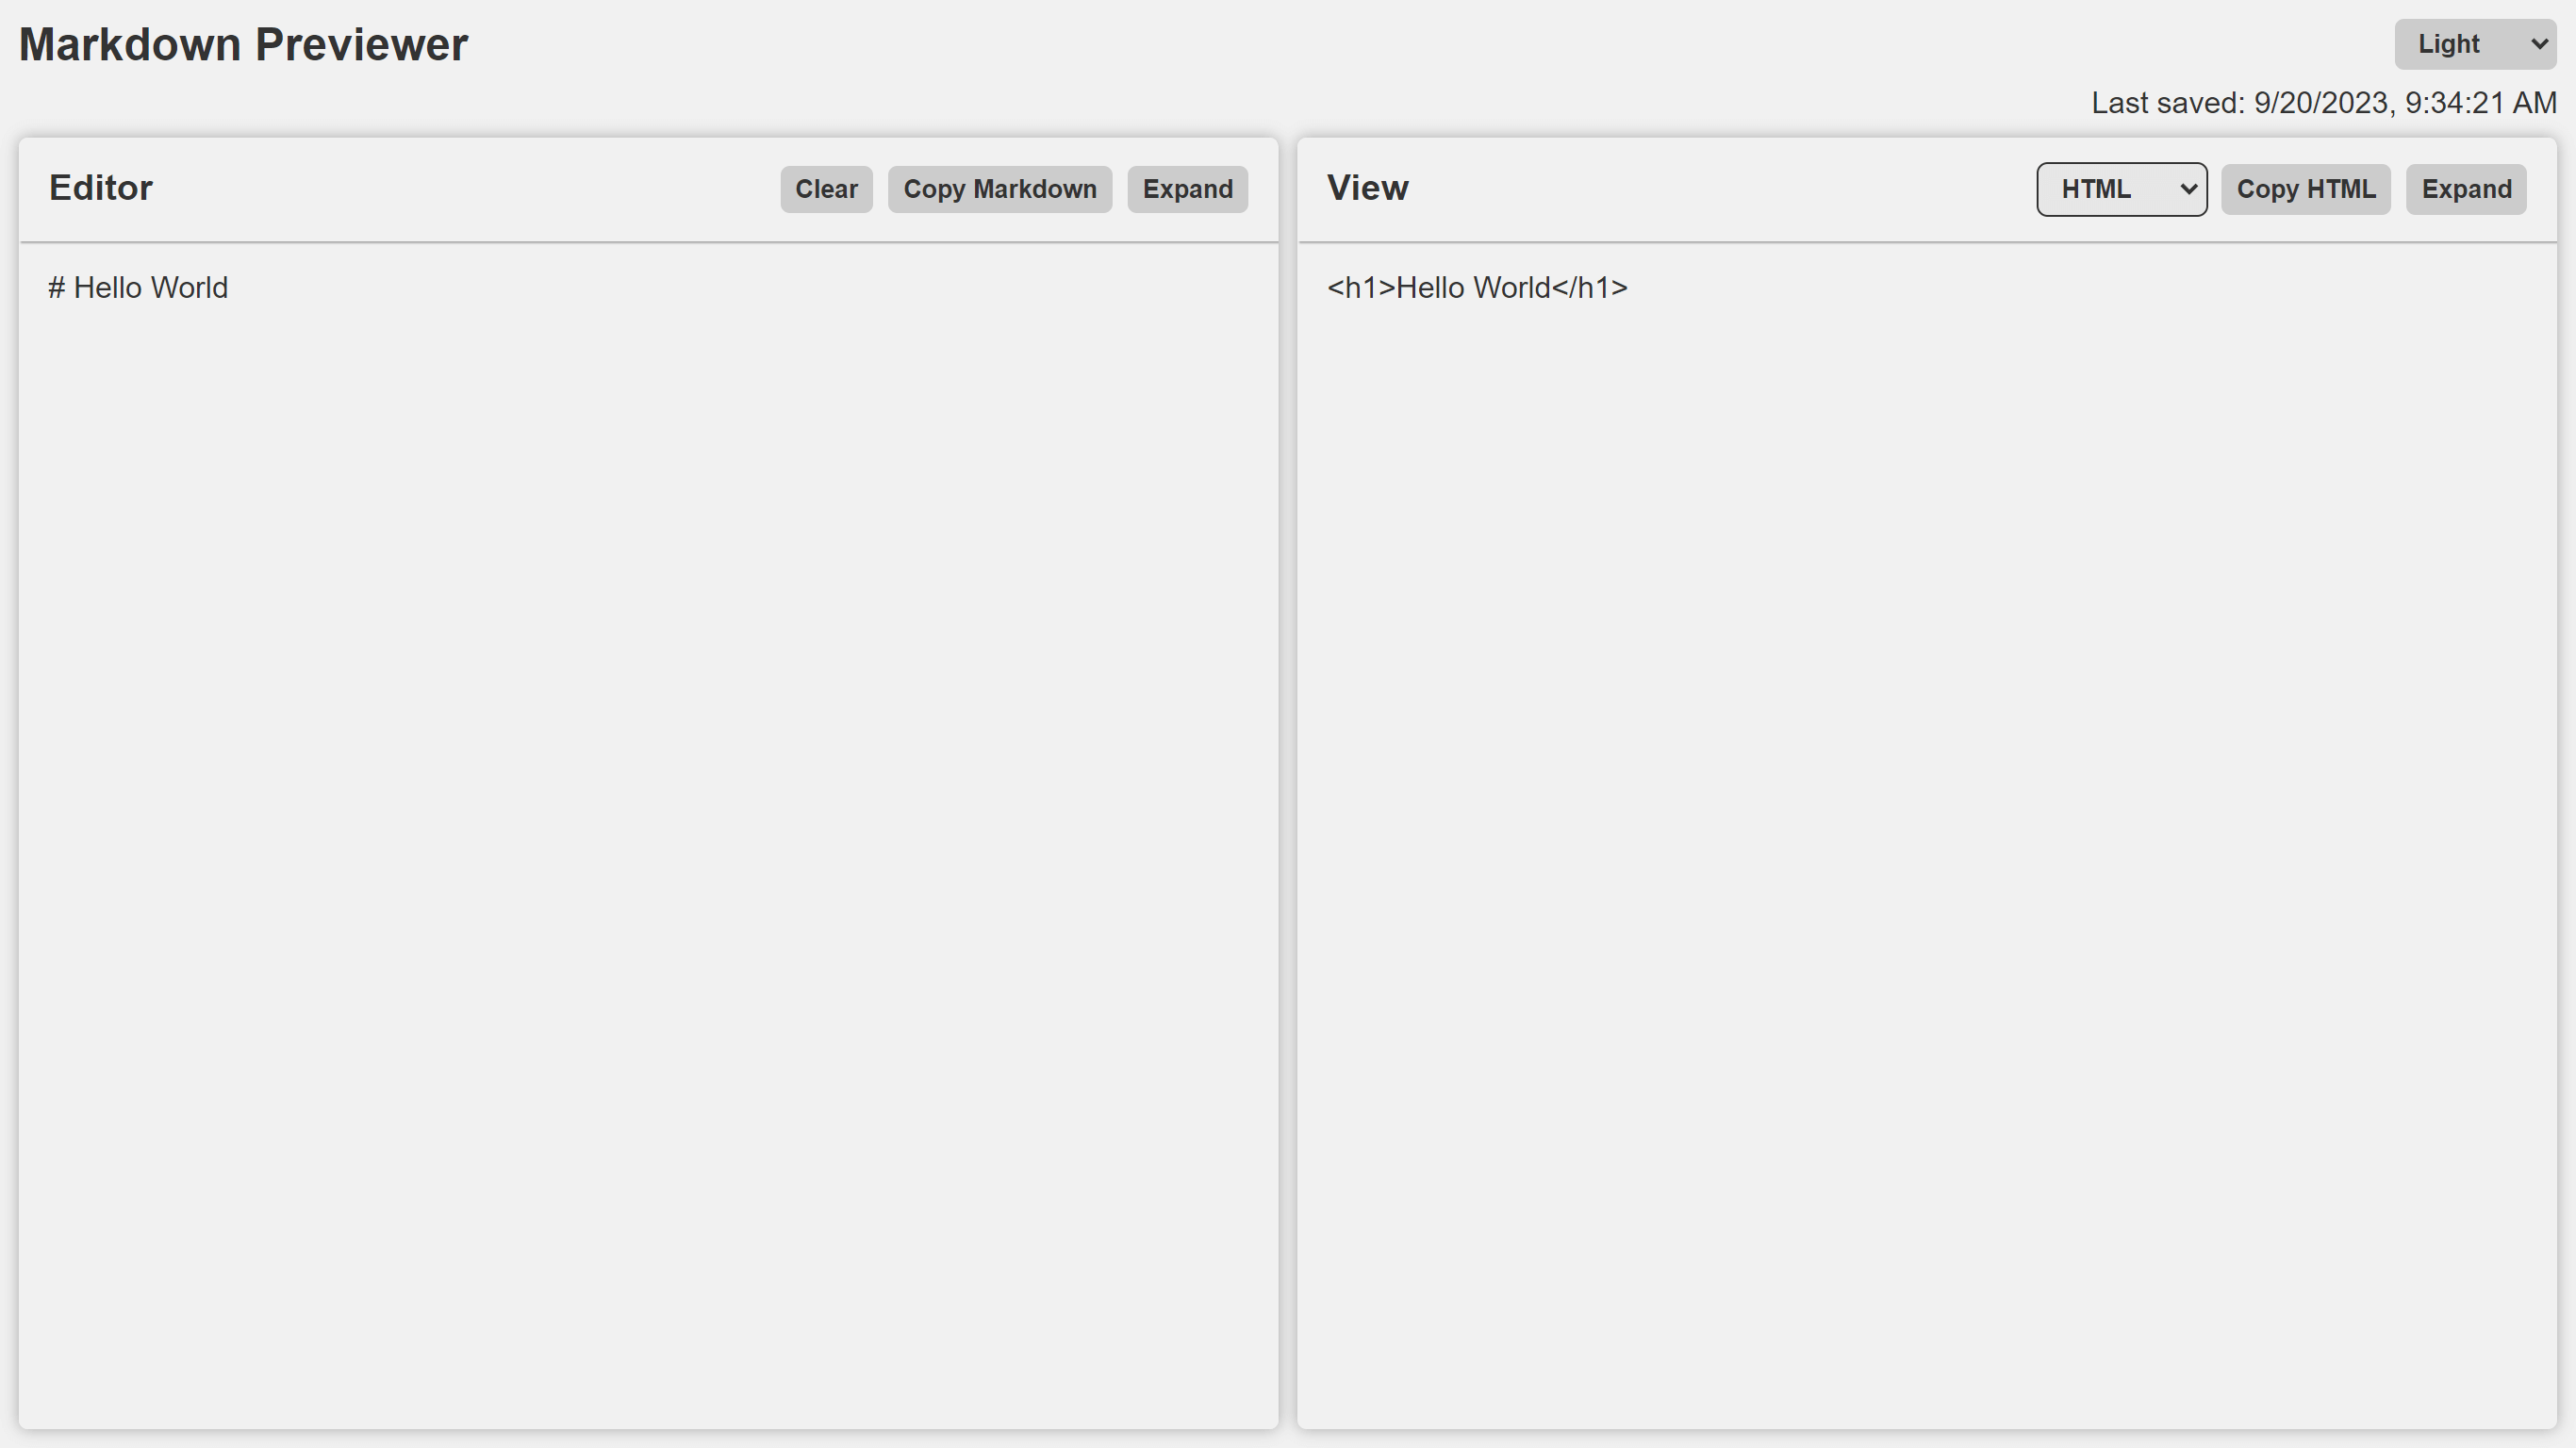 Markdown Previewer
Light
Last saved: 9/20/2023, 9:34:21 AM
Editor
Clear
Copy Markdown
Expand
# Hello World
View
HTML
Copy HTML
Expand
<h1>Hello World</h1>